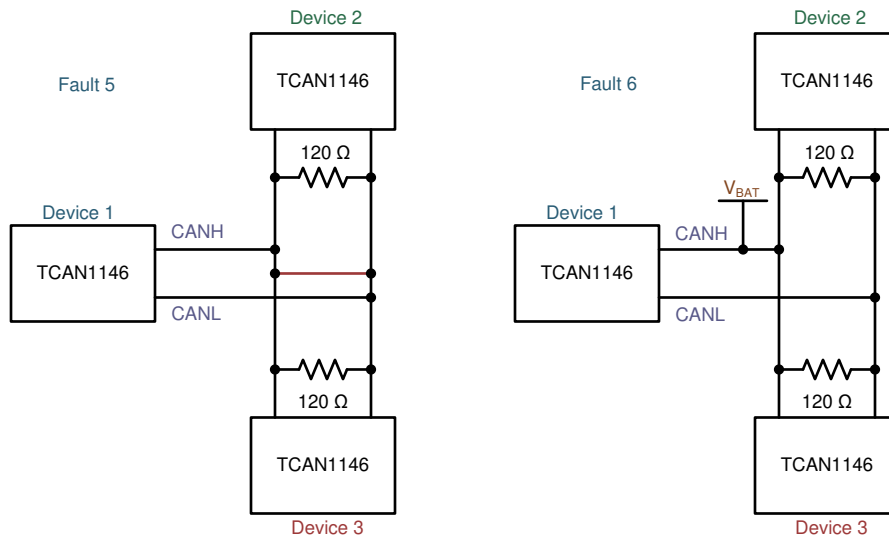 Device 2
TCAN1146
Fault 5
120 Ω
Device 1
CANH
TCAN1146
CANL
120 Ω
TCAN1146
Device 3
Device 2
TCAN1146
Fault 6
120 Ω
VBAT
Device 1
CANH
TCAN1146
CANL
120 Ω
TCAN1146
Device 3